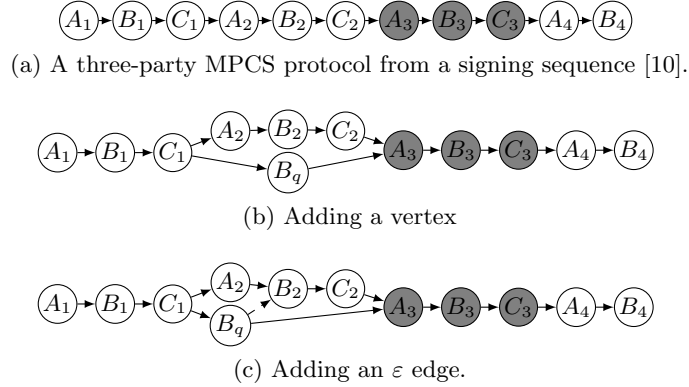 A₁ B₁ C₁ A₂ B₂ C₂ A₃ B₃ C₃ A₄ B₄
(a) A three-party MPCS protocol from a signing sequence [10].
A₁ B₁ C₁ A₂ B₂ C₂ B_q A₃ B₃ C₃ A₄ B₄
(b) Adding a vertex
A₁ B₁ C₁ A₂ B_q B₂ C₂ A₃ B₃ C₃ A₄ B₄
(c) Adding an ε edge.